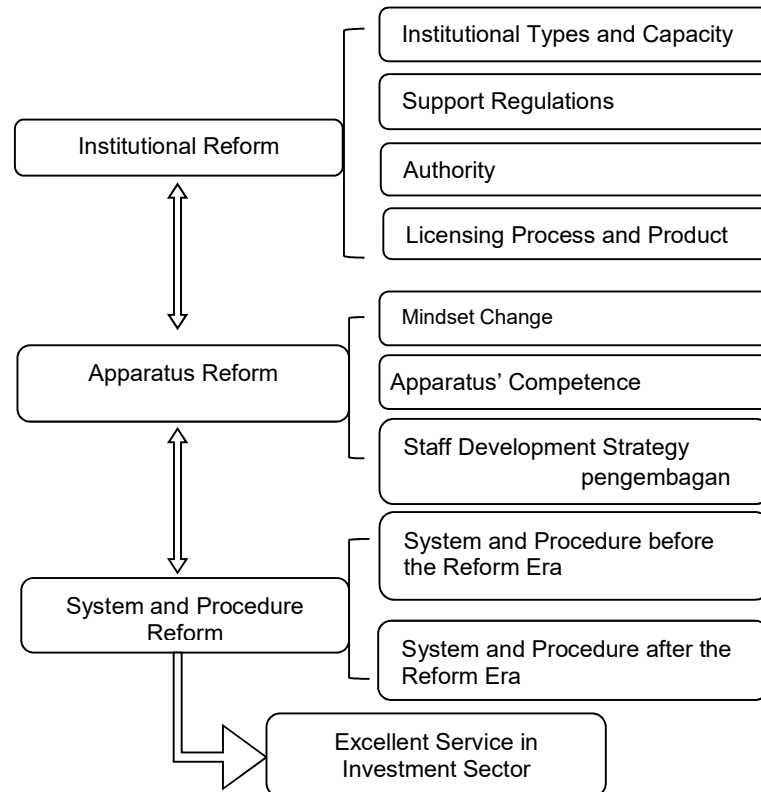 Institutional Types and Capacity
Support Regulations
Institutional Reform
Authority
Licensing Process and Product
Mindset Change
Apparatus Reform
Apparatus’ Competence
Staff Development Strategy
pengembagan
System and Procedure before
the Reform Era
System and Procedure
Reform
System and Procedure after the
Reform Era
Excellent Service in
Investment Sector